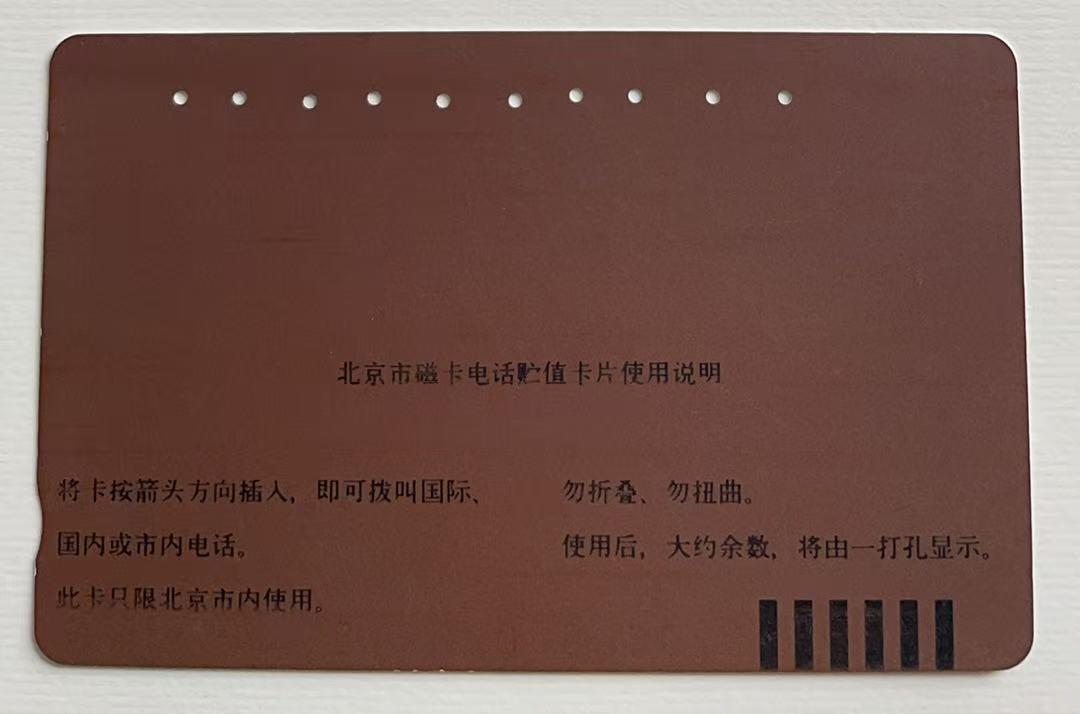 北京市磁卡电话贮值卡片使用说明
将卡按箭头方向插入，即可拨叫国际、
国内或市内电话。
此卡只限北京市内使用。
勿折叠、勿扭曲。
使用后，大约余数，将由一打孔显示。